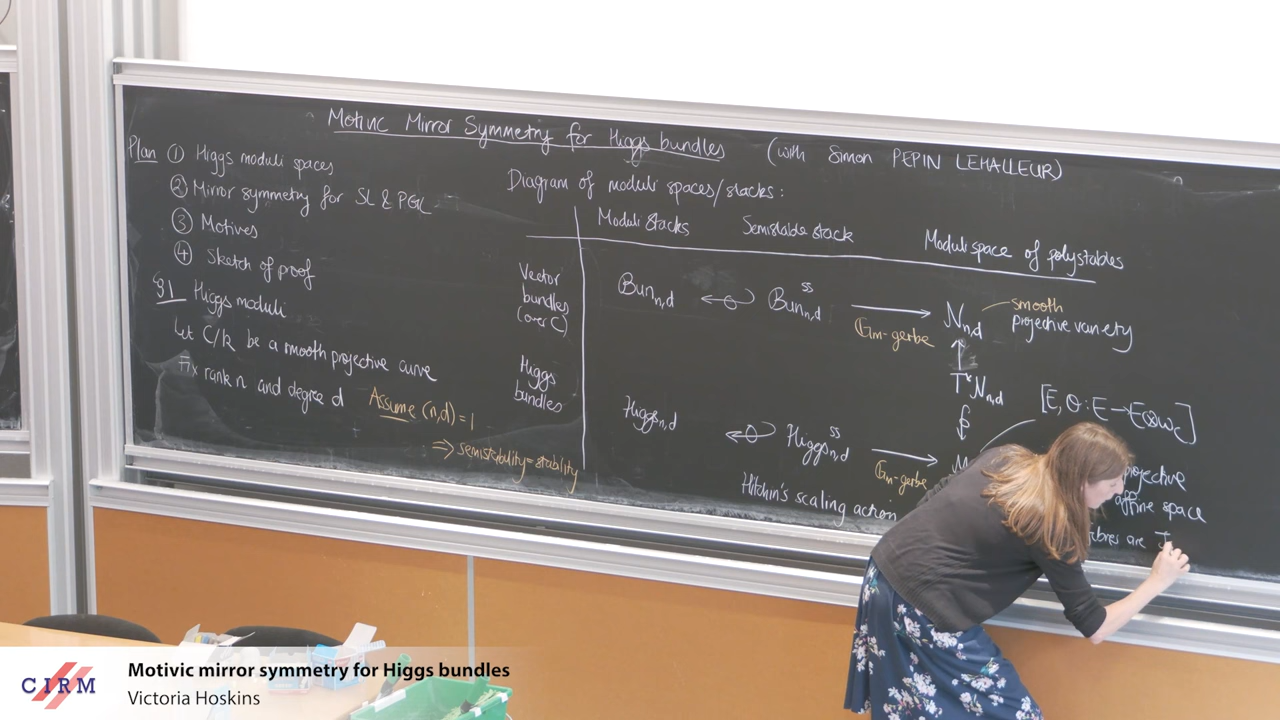 Motivic Mirror Symmetry for Higgs bundles (with Simon PEPIN LEHALLEUR)
Plan ① Higgs moduli spaces
② Mirror symmetry for SL & PGL
③ Motives
④ Sketch of proof
§1 Higgs moduli
Let C/k be a smooth projective curve
Fix rank n and degree d
Assume (n,d)=1
⇒ semistability=stability
Diagram of moduli spaces/stacks:
Moduli Stacks Semistable stack Moduli space of polystables
Vector bundles (over C)
Bun_{n,d} ↩ Bun^{ss}_{n,d} → N_{n,d}
Gm-gerbe
smooth
projective variety
↑
T*N_{n,d}
Higgs bundles
Higgs_{n,d} ↩ Higgs^{ss}_{n,d} → M
Gm-gerbe
[E, θ: E→E⊗ω_C]
Hitchin's scaling action
projective
affine space
fibres are
CIRM
Motivic mirror symmetry for Higgs bundles
Victoria Hoskins